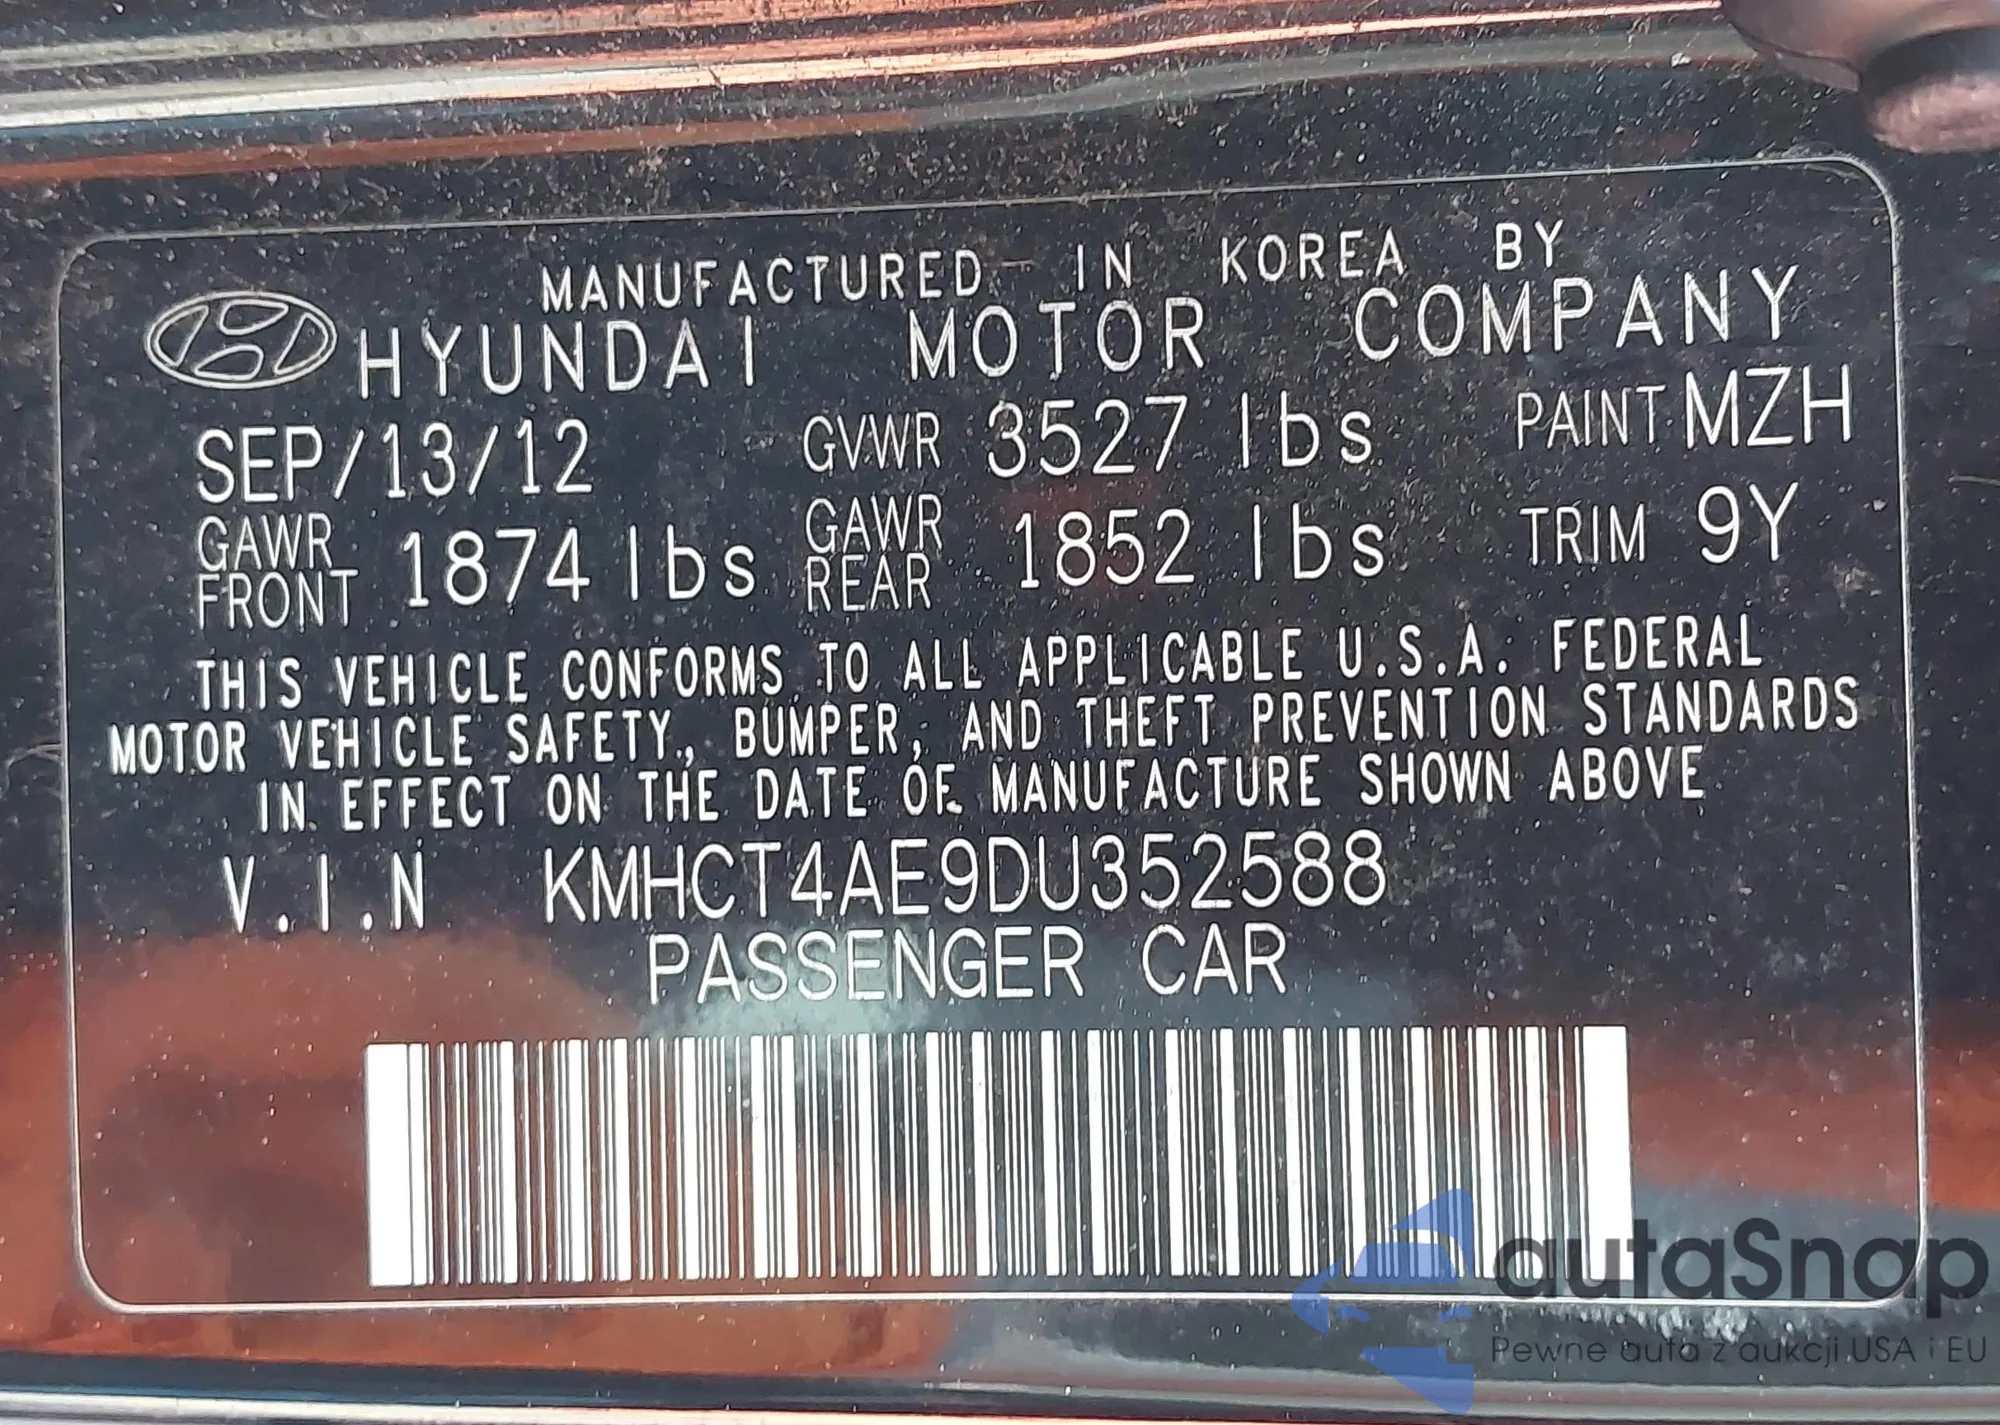 MANUFACTURED IN KOREA BY
HYUNDAI MOTOR COMPANY
SEP/13/12 GVWR 3527 lbs PAINT MZH
GAWR FRONT 1874 lbs GAWR REAR 1852 lbs TRIM 9Y
THIS VEHICLE CONFORMS TO ALL APPLICABLE U.S.A. FEDERAL
MOTOR VEHICLE SAFETY, BUMPER, AND THEFT PREVENTION STANDARDS
IN EFFECT ON THE DATE OF MANUFACTURE SHOWN ABOVE
V.I.N KMHCT4AE9DU352588
PASSENGER CAR
autaSnap
Pewne auta z aukcji USA i EU